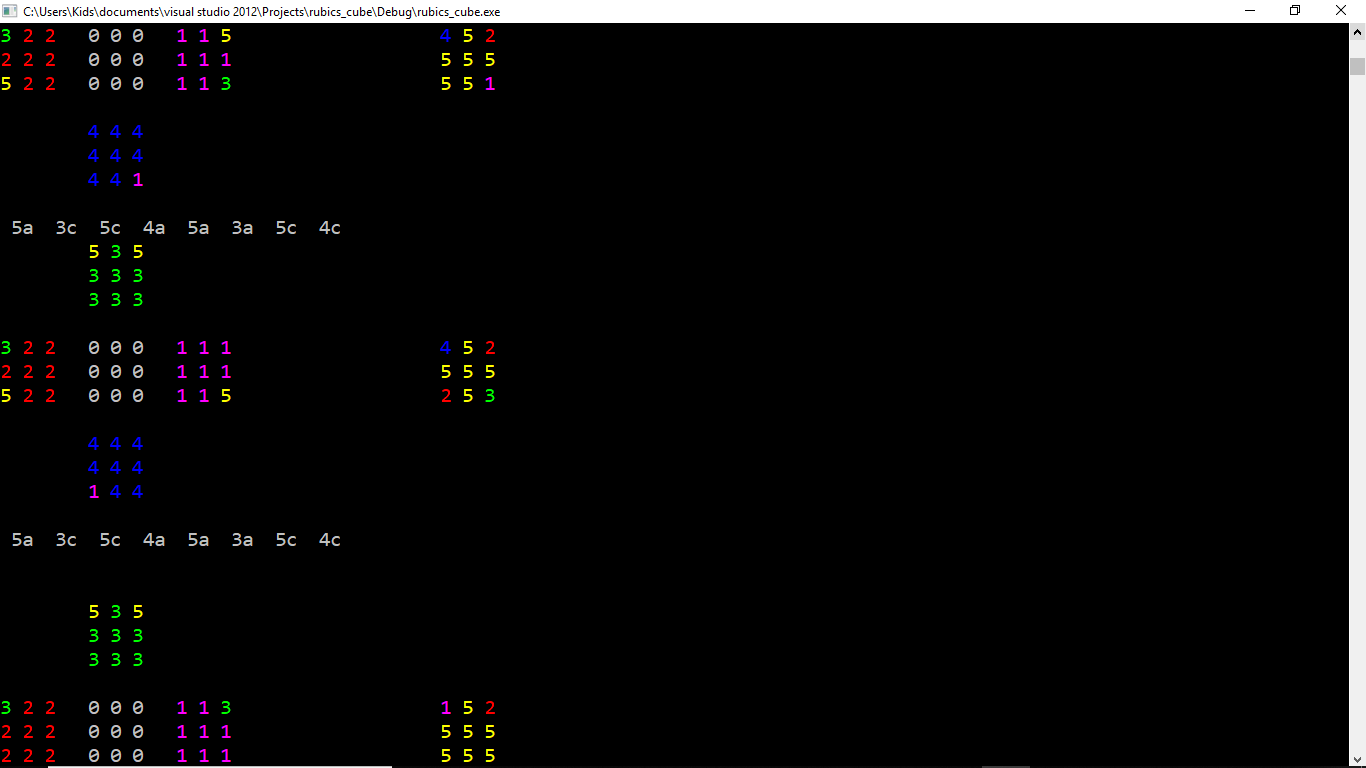 C:\Users\Kids\documents\visual studio 2012\Projects\rubics_cube\Debug\rubics_cube.exe
3 2 2 0 0 0 1 1 5 4 5 2
2 2 2 0 0 0 1 1 1 5 5 5
5 2 2 0 0 0 1 1 3 5 5 1
4 4 4
4 4 4
4 4 1
5a 3c 5c 4a 5a 3a 5c 4c
5 3 5
3 3 3
3 3 3
3 2 2 0 0 0 1 1 1 4 5 2
2 2 2 0 0 0 1 1 1 5 5 5
5 2 2 0 0 0 1 1 5 2 5 3
4 4 4
4 4 4
1 4 4
5a 3c 5c 4a 5a 3a 5c 4c
5 3 5
3 3 3
3 3 3
3 2 2 0 0 0 1 1 3 1 5 2
2 2 2 0 0 0 1 1 1 5 5 5
2 2 2 0 0 0 1 1 1 5 5 5